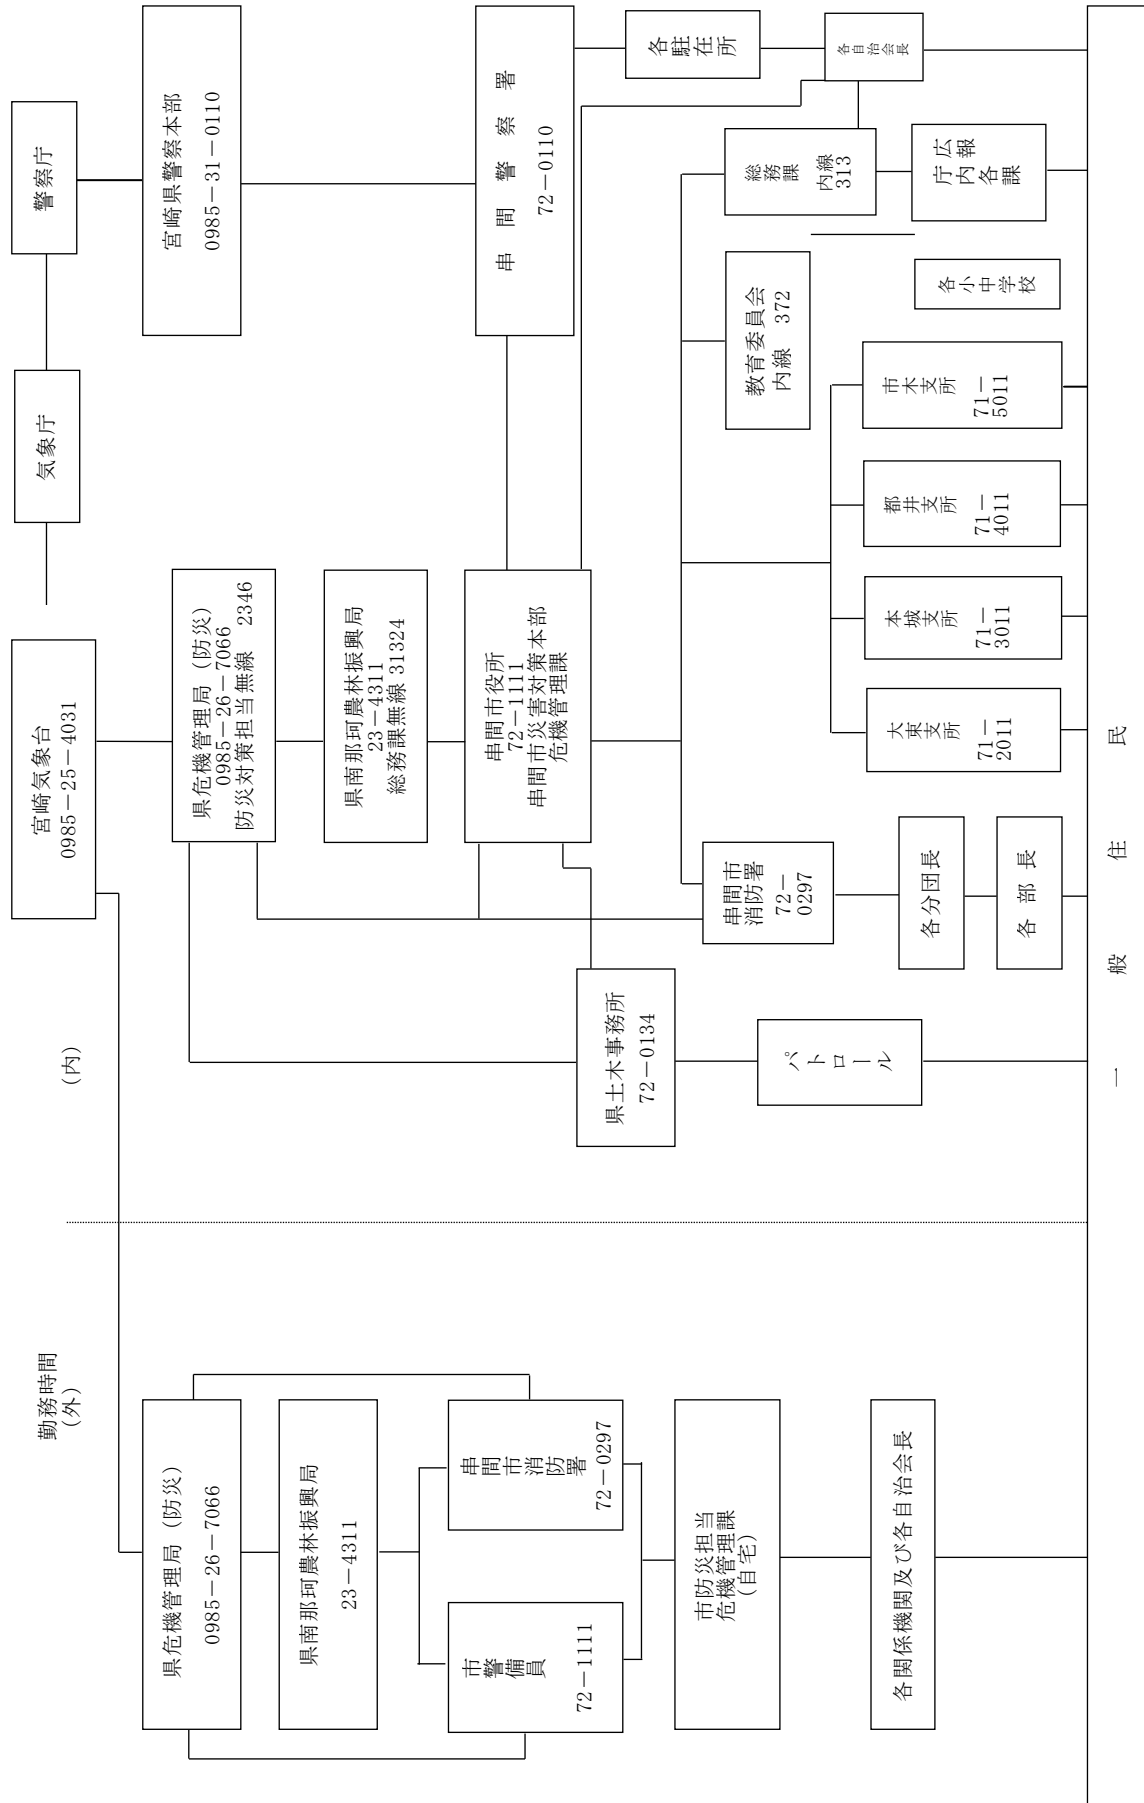 勤務時間
(外)
(内)
宮崎気象台
0985－25－4031
気象庁
警察庁
県危機管理局（防災）
0985－26－7066
県南那珂農林振興局
23－4311
市警備員
72－1111
串間市消防署
72－0297
市防災担当
危機管理課
（自宅）
各関係機関及び各自治会長
県危機管理局（防災）
0985－26－7066
防災対策担当無線　2346
県南那珂農林振興局
23－4311
総務課無線 31324
串間市役所
72－1111
串間市災害対策本部
危機管理課
宮崎県警察本部
0985－31－0110
串　間　警　察　署
72－0110
県土木事務所
72－0134
パトロール
串間市
消防署
72－
0297
各分団長
各 部 長
大東支所
71－
2011
本城支所
71－
3011
都井支所
71－
4011
市木支所
71－
5011
教育委員会
内線　372
各小中学校
総務課
内線
313
広報
庁内各課
各駐在所
各自治会長
一　般　住　民